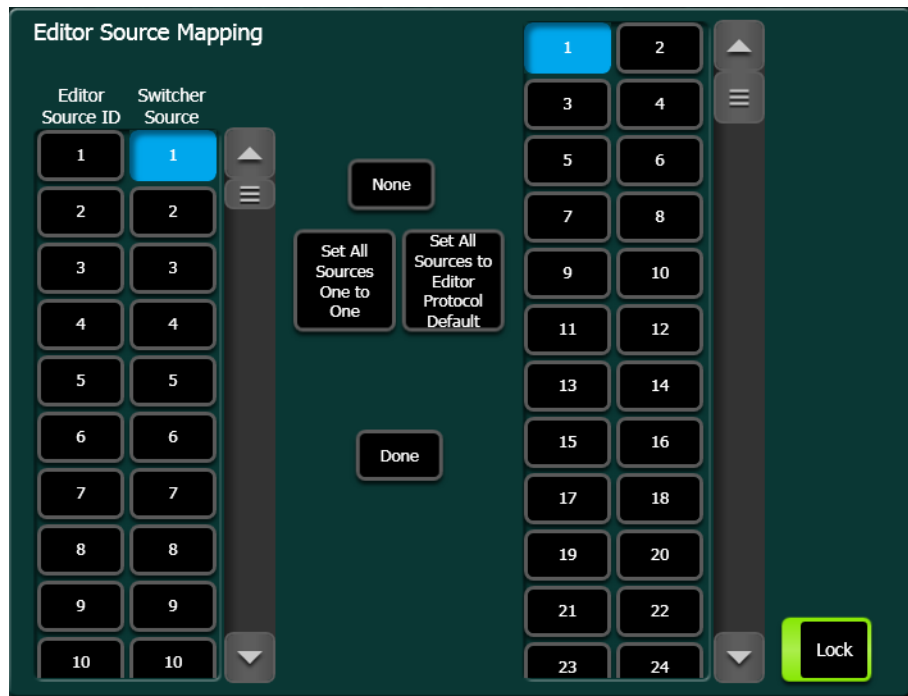 Editor Source Mapping
Editor Switcher
Source ID Source
1 1
2 2
3 3
4 4
5 5
6 6
7 7
8 8
9 9
10 10
None
Set All
Sources
One to
One
Set All
Sources to
Editor
Protocol
Default
Done
1 2
3 4
5 6
7 8
9 10
11 12
13 14
15 16
17 18
19 20
21 22
23 24
Lock